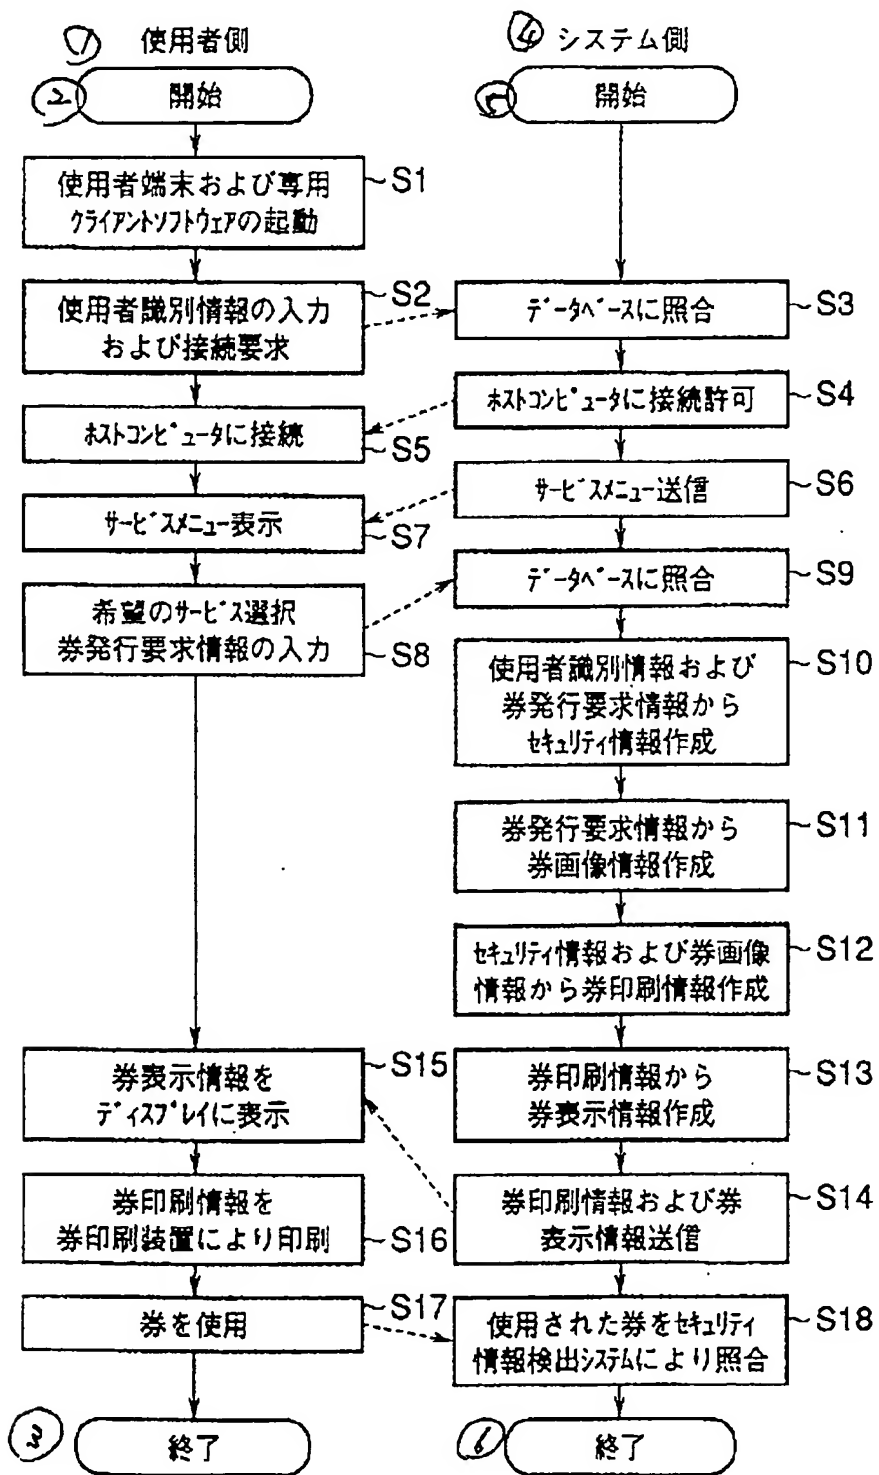 ① 使用者側
② 開始
使用者端末および専用
クライアントソフトウェアの起動
S1
使用者識別情報の入力
および接続要求
S2
ホストコンピュータに接続
S5
サービスメニュー表示
S7
希望のサービス選択
券発行要求情報の入力
S8
券表示情報を
ディスプレイに表示
S15
券印刷情報を
券印刷装置により印刷
S16
券を使用
S17
③ 終了
④ システム側
⑤ 開始
データベースに照合
S3
ホストコンピュータに接続許可
S4
サービスメニュー送信
S6
データベースに照合
S9
使用者識別情報および
券発行要求情報から
セキュリティ情報作成
S10
券発行要求情報から
券画像情報作成
S11
セキュリティ情報および券画像
情報から券印刷情報作成
S12
券印刷情報から
券表示情報作成
S13
券印刷情報および券
表示情報送信
S14
使用された券をセキュリティ
情報検出システムにより照合
S18
⑥ 終了